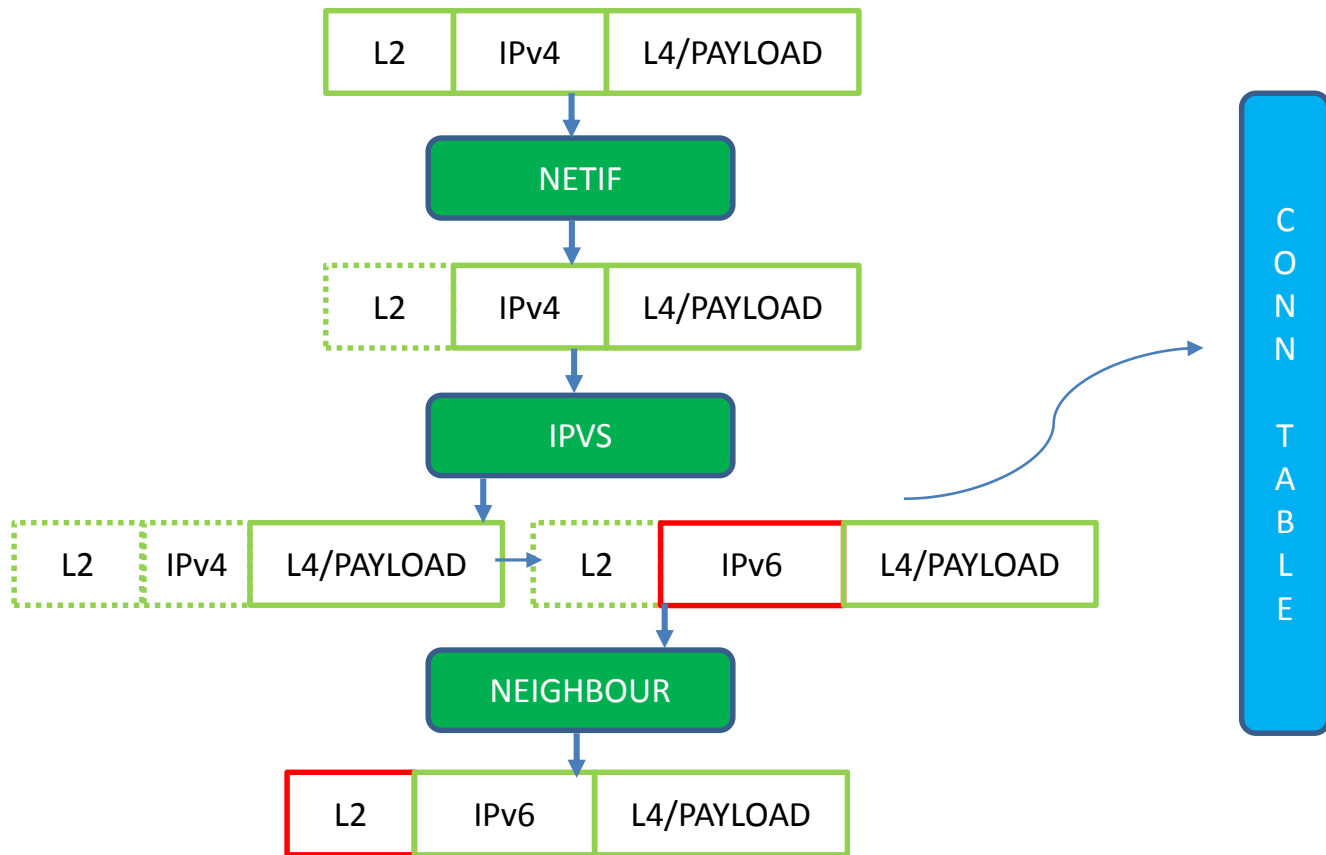 L2 IPv4 L4/PAYLOAD
NETIF
L2 IPv4 L4/PAYLOAD
IPVS
L2 IPv4 L4/PAYLOAD L2 IPv6 L4/PAYLOAD
NEIGHBOUR
L2 IPv6 L4/PAYLOAD
C
O
N
N
T
A
B
L
E